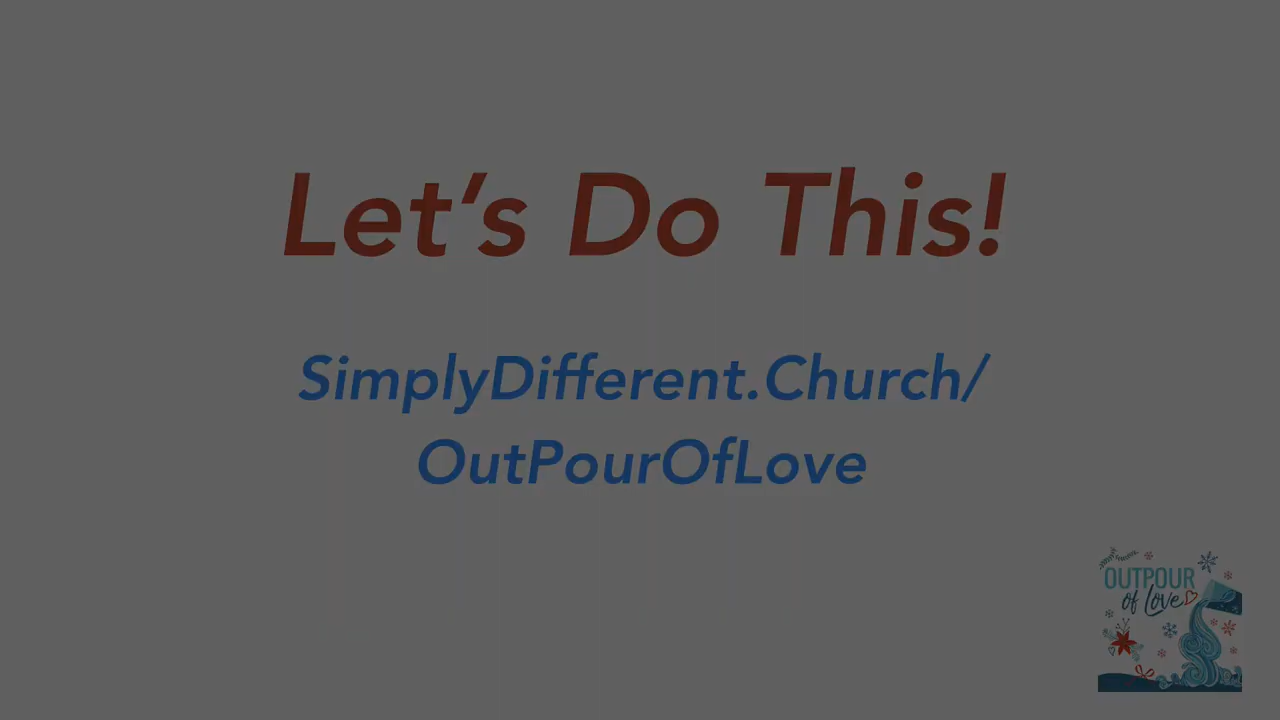 Let's Do This!
SimplyDifferent.Church/
OutPourOfLove
OUTPOUR
of Love